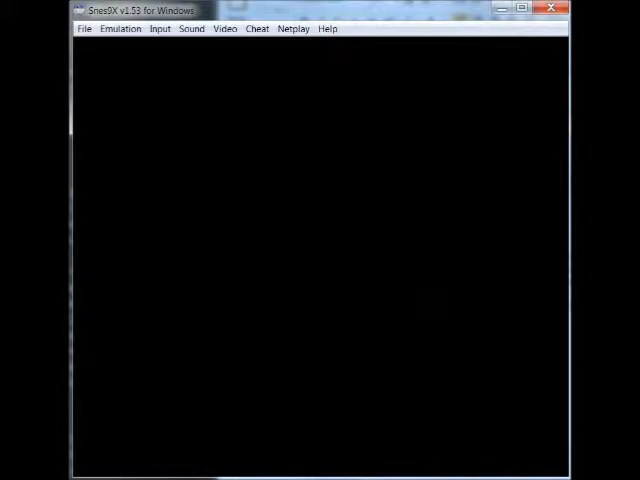 Snes9X v1.53 for Windows
File Emulation Input Sound Video Cheat Netplay Help